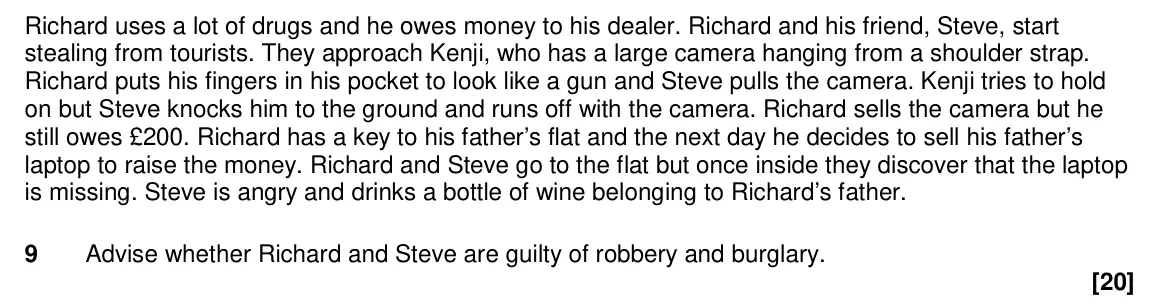 Richard uses a lot of drugs and he owes money to his dealer. Richard and his friend, Steve, start
stealing from tourists. They approach Kenji, who has a large camera hanging from a shoulder strap.
Richard puts his fingers in his pocket to look like a gun and Steve pulls the camera. Kenji tries to hold
on but Steve knocks him to the ground and runs off with the camera. Richard sells the camera but he
still owes £200. Richard has a key to his father's flat and the next day he decides to sell his father's
laptop to raise the money. Richard and Steve go to the flat but once inside they discover that the laptop
is missing. Steve is angry and drinks a bottle of wine belonging to Richard's father.
9 Advise whether Richard and Steve are guilty of robbery and burglary.
[20]